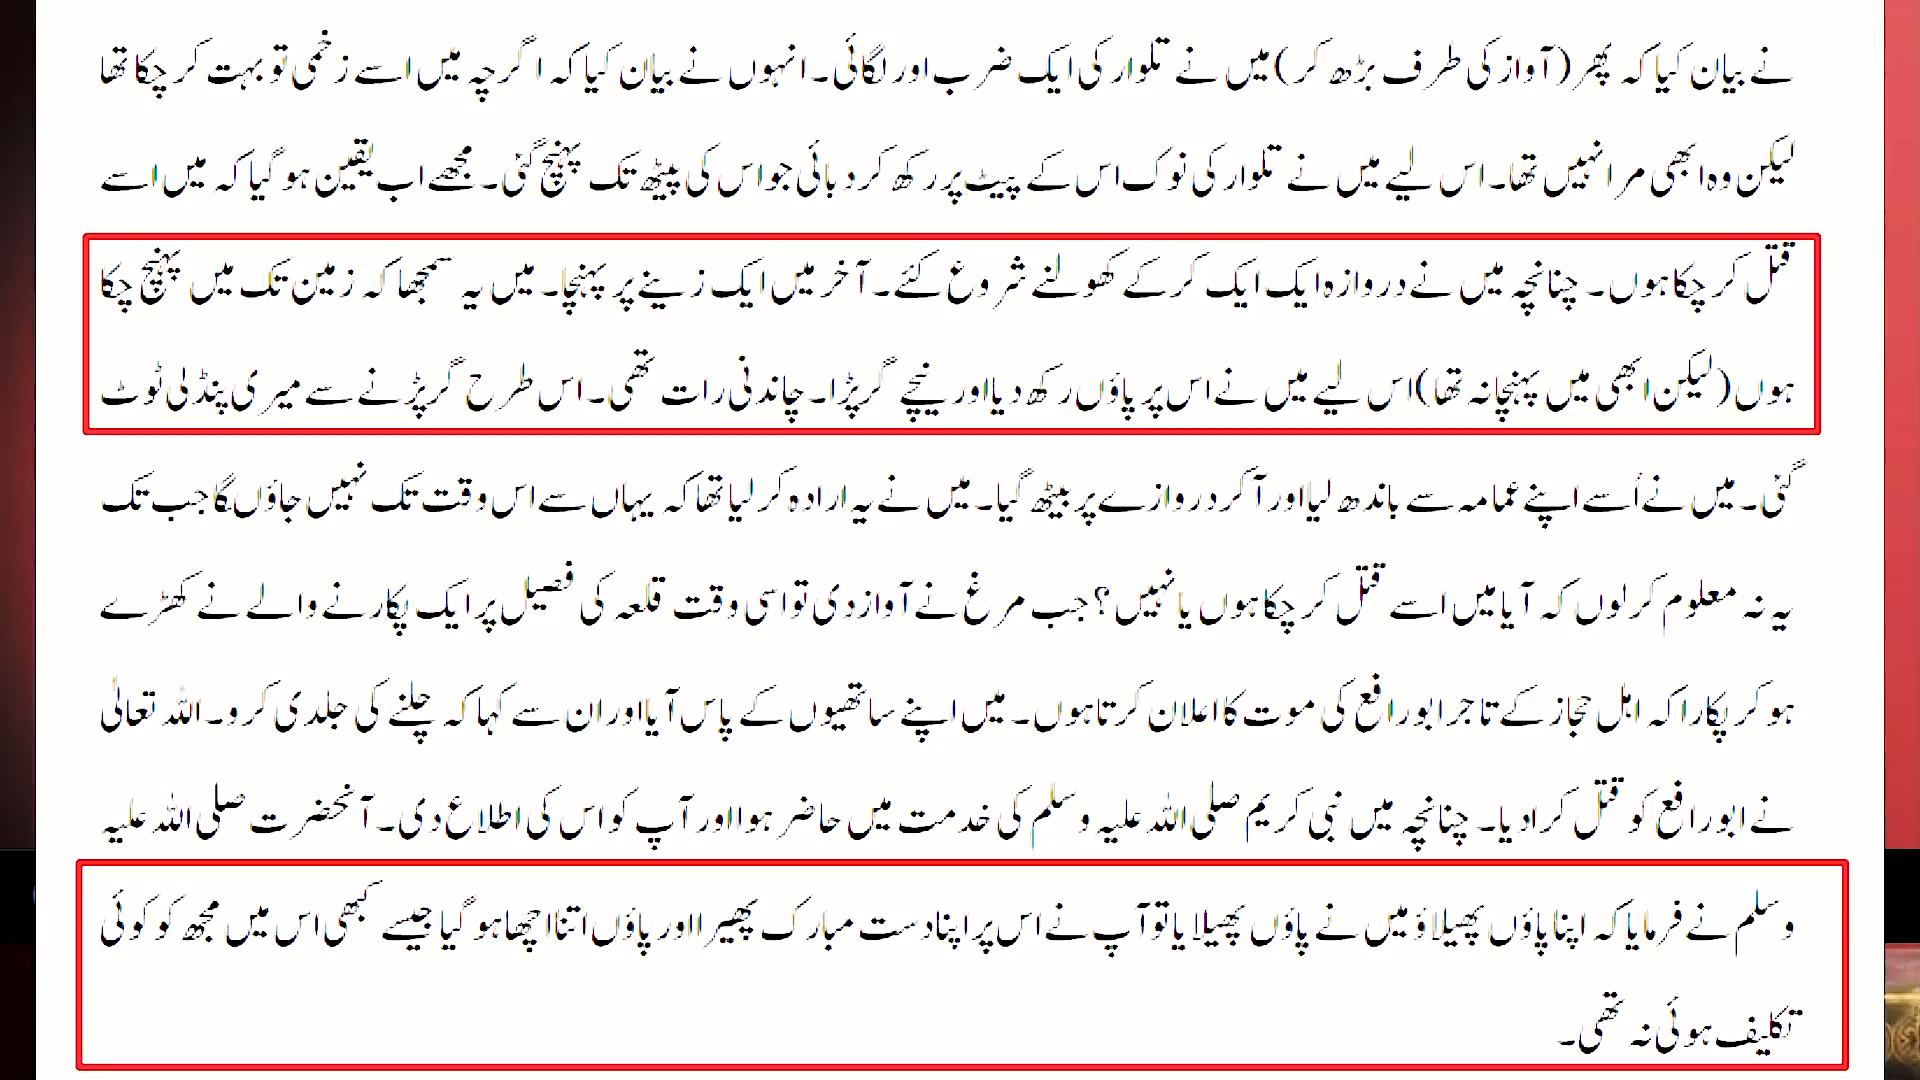 نے بیان کیا کہ پھر (آواز کی طرف بڑھ کر) میں نے تلوار کی ایک ضرب اور لگائی۔ انہوں نے بیان کیا کہ اگرچہ میں اسے زخمی تو بہت کر چکا تھا
لیکن وہ ابھی مرا نہیں تھا۔ اس لیے میں نے تلوار کی نوک اس کے پیٹ پر رکھ کر دبائی جو اس کی پیٹھ تک پہنچ گئی۔ مجھے اب یقین ہو گیا کہ میں اسے
قتل کر چکا ہوں۔ چنانچہ میں نے دروازہ ایک ایک کر کے کھولنے شروع کئے۔ آخر میں ایک زینے پر پہنچا۔ میں یہ سمجھا کہ زمین تک میں پہنچ چکا
ہوں (لیکن ابھی میں پہنچا نہ تھا) اس لیے میں نے اس پر پاؤں رکھ دیا اور نیچے گر پڑا۔ چاندنی رات تھی۔ اس طرح گر پڑنے سے میری پنڈلی ٹوٹ
گئی۔ میں نے اُسے اپنے عمامہ سے باندھ لیا اور آ کر دروازے پر بیٹھ گیا۔ میں نے یہ ارادہ کر لیا تھا کہ یہاں سے اس وقت تک نہیں جاؤں گا جب تک
یہ نہ معلوم کر لوں کہ آیا میں اسے قتل کر چکا ہوں یا نہیں؟ جب مرغ نے آواز دی تو اسی وقت قلعہ کی فصیل پر ایک پکارنے والے نے کھڑے
ہو کر پکارا کہ اہل حجاز کے تاجر ابورافع کی موت کا اعلان کرتا ہوں۔ میں اپنے ساتھیوں کے پاس آیا اور ان سے کہا کہ چلنے کی جلدی کرو۔ اللہ تعالیٰ
نے ابورافع کو قتل کرا دیا۔ چنانچہ میں نبی کریم صلی اللہ علیہ وسلم کی خدمت میں حاضر ہوا اور آپ کو اس کی اطلاع دی۔ آنحضرت صلی اللہ علیہ
وسلم نے فرمایا کہ اپنا پاؤں پھیلاؤ میں نے پاؤں پھیلایا تو آپ نے اس پر اپنا دست مبارک پھیرا اور پاؤں اتنا اچھا ہو گیا جیسے کبھی اس میں مجھ کو کوئی
تکلیف ہوئی نہ تھی۔